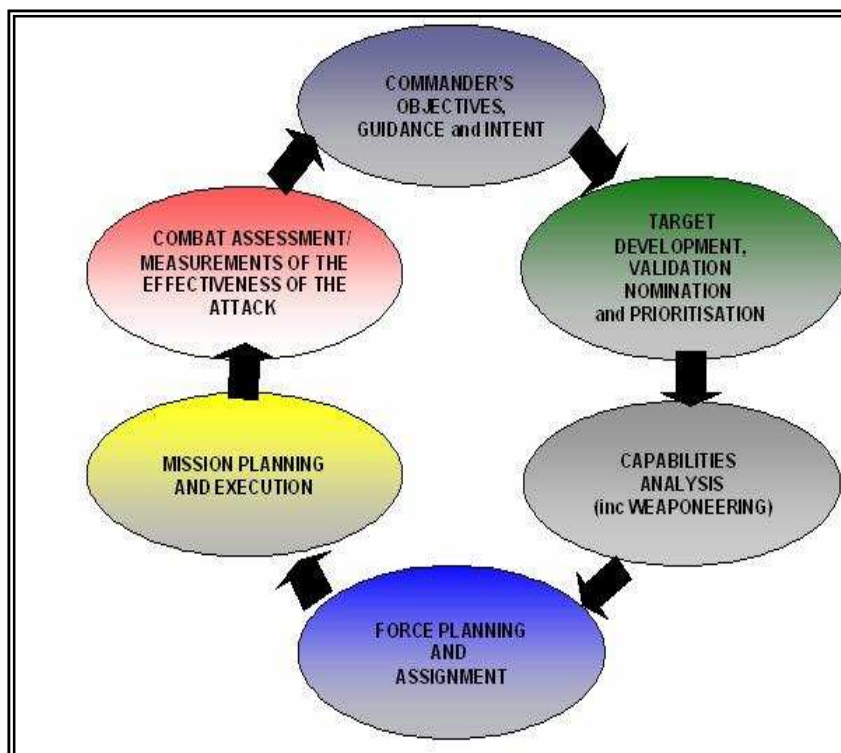 COMMANDER'S
OBJECTIVES,
GUIDANCE and INTENT
TARGET
DEVELOPMENT,
VALIDATION
NOMINATION
and PRIORITISATION
CAPABILITIES
ANALYSIS
(inc WEAPONEERING)
FORCE PLANNING
AND
ASSIGNMENT
MISSION PLANNING
AND EXECUTION
COMBAT ASSESSMENT/
MEASUREMENTS OF THE
EFFECTIVENESS OF THE
ATTACK